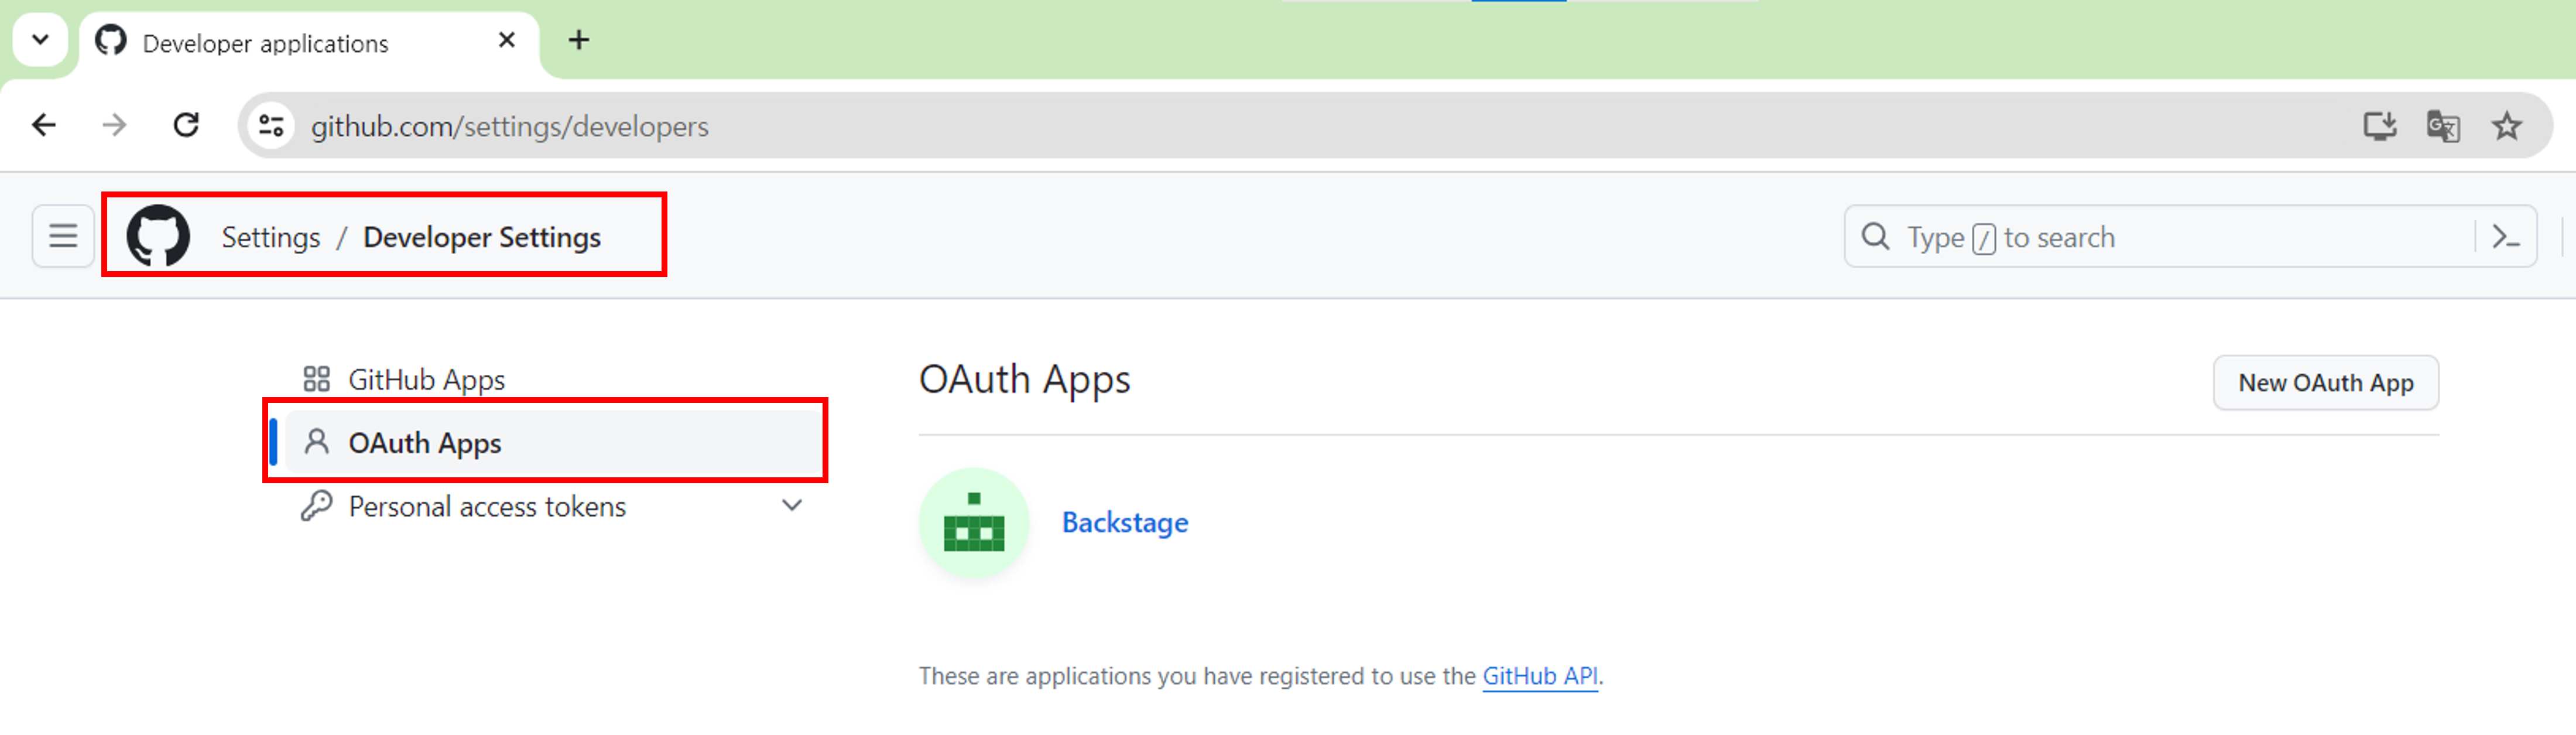 Developer applications
github.com/settings/developers
Settings / Developer Settings
Type / to search
GitHub Apps
OAuth Apps
Personal access tokens
OAuth Apps
New OAuth App
Backstage
These are applications you have registered to use the GitHub API.